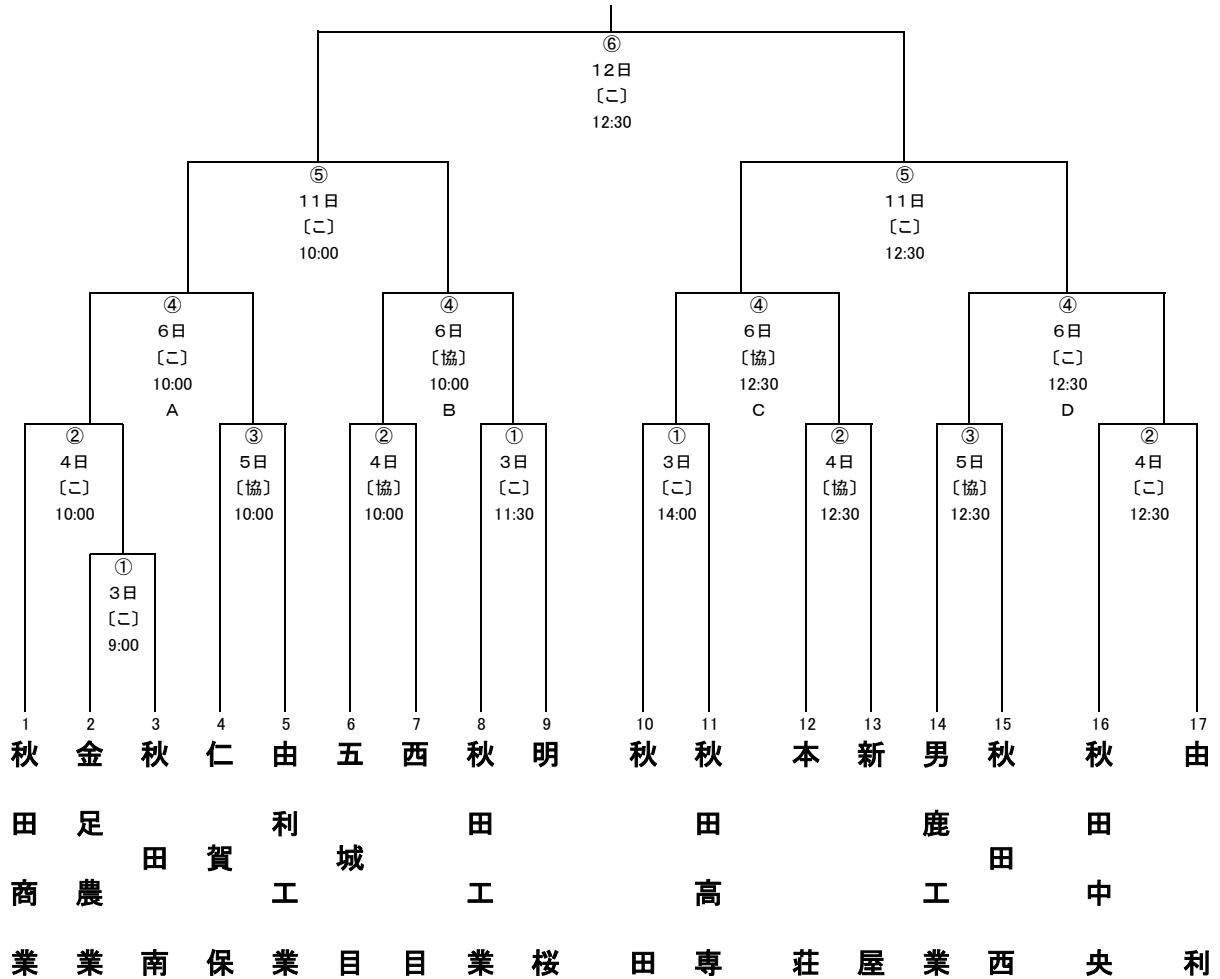 ⑥
12日
〔こ〕
12:30
⑤
11日
〔こ〕
10:00
⑤
11日
〔こ〕
12:30
④
6日
〔こ〕
10:00
A
④
6日
〔協〕
10:00
B
④
6日
〔協〕
12:30
C
④
6日
〔こ〕
12:30
D
②
4日
〔こ〕
10:00
③
5日
〔協〕
10:00
②
4日
〔協〕
10:00
①
3日
〔こ〕
11:30
①
3日
〔こ〕
14:00
②
4日
〔協〕
12:30
③
5日
〔協〕
12:30
②
4日
〔こ〕
12:30
①
3日
〔こ〕
9:00
1
秋田商業
2
金足農業
3
秋田南
4
仁賀保
5
由利工業
6
五城目
7
西目
8
秋田工業
9
明桜
10
秋田
11
秋田高専
12
本荘
13
新屋
14
男鹿工業
15
秋田西
16
秋田中央
17
由利